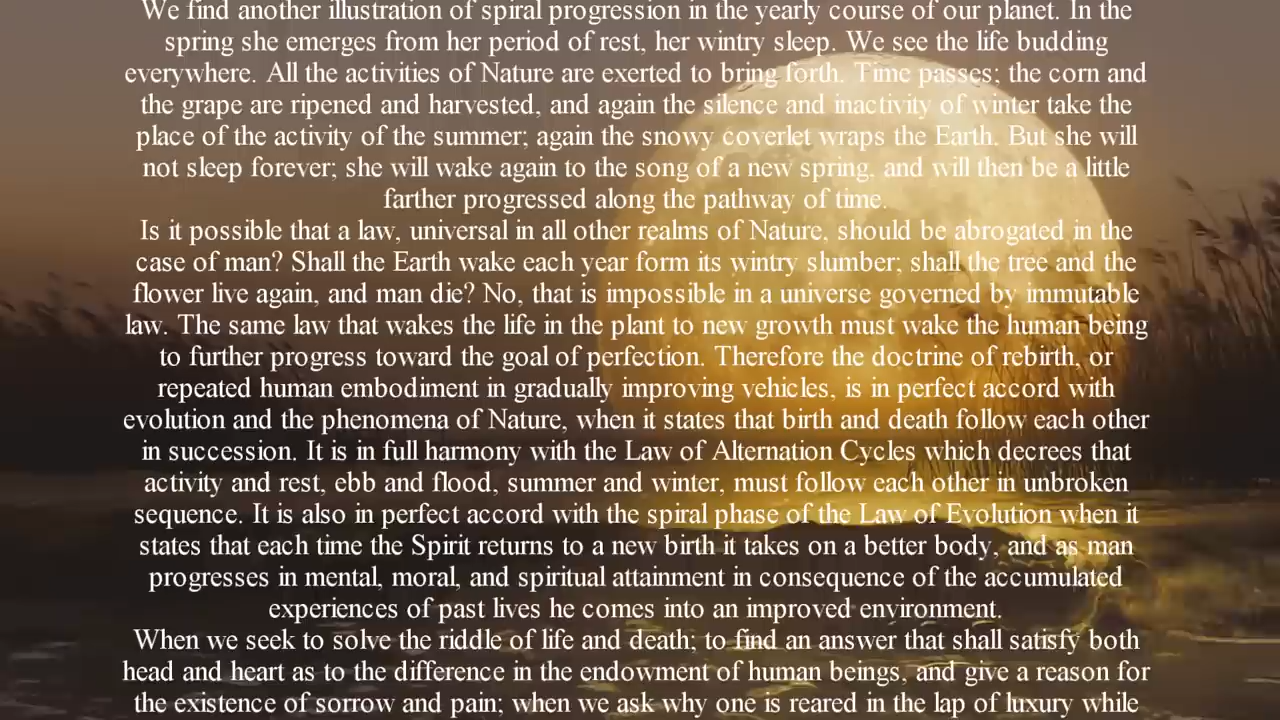 We find another illustration of spiral progression in the yearly course of our planet. In the
spring she emerges from her period of rest, her wintry sleep. We see the life budding
everywhere. All the activities of Nature are exerted to bring forth. Time passes; the corn and
the grape are ripened and harvested, and again the silence and inactivity of winter take the
place of the activity of the summer; again the snowy coverlet wraps the Earth. But she will
not sleep forever; she will wake again to the song of a new spring, and will then be a little
farther progressed along the pathway of time.
Is it possible that a law, universal in all other realms of Nature, should be abrogated in the
case of man? Shall the Earth wake each year form its wintry slumber; shall the tree and the
flower live again, and man die? No, that is impossible in a universe governed by immutable
law. The same law that wakes the life in the plant to new growth must wake the human being
to further progress toward the goal of perfection. Therefore the doctrine of rebirth, or
repeated human embodiment in gradually improving vehicles, is in perfect accord with
evolution and the phenomena of Nature, when it states that birth and death follow each other
in succession. It is in full harmony with the Law of Alternation Cycles which decrees that
activity and rest, ebb and flood, summer and winter, must follow each other in unbroken
sequence. It is also in perfect accord with the spiral phase of the Law of Evolution when it
states that each time the Spirit returns to a new birth it takes on a better body, and as man
progresses in mental, moral, and spiritual attainment in consequence of the accumulated
experiences of past lives he comes into an improved environment.
When we seek to solve the riddle of life and death; to find an answer that shall satisfy both
head and heart as to the difference in the endowment of human beings, and give a reason for
the existence of sorrow and pain; when we ask why one is reared in the lap of luxury while